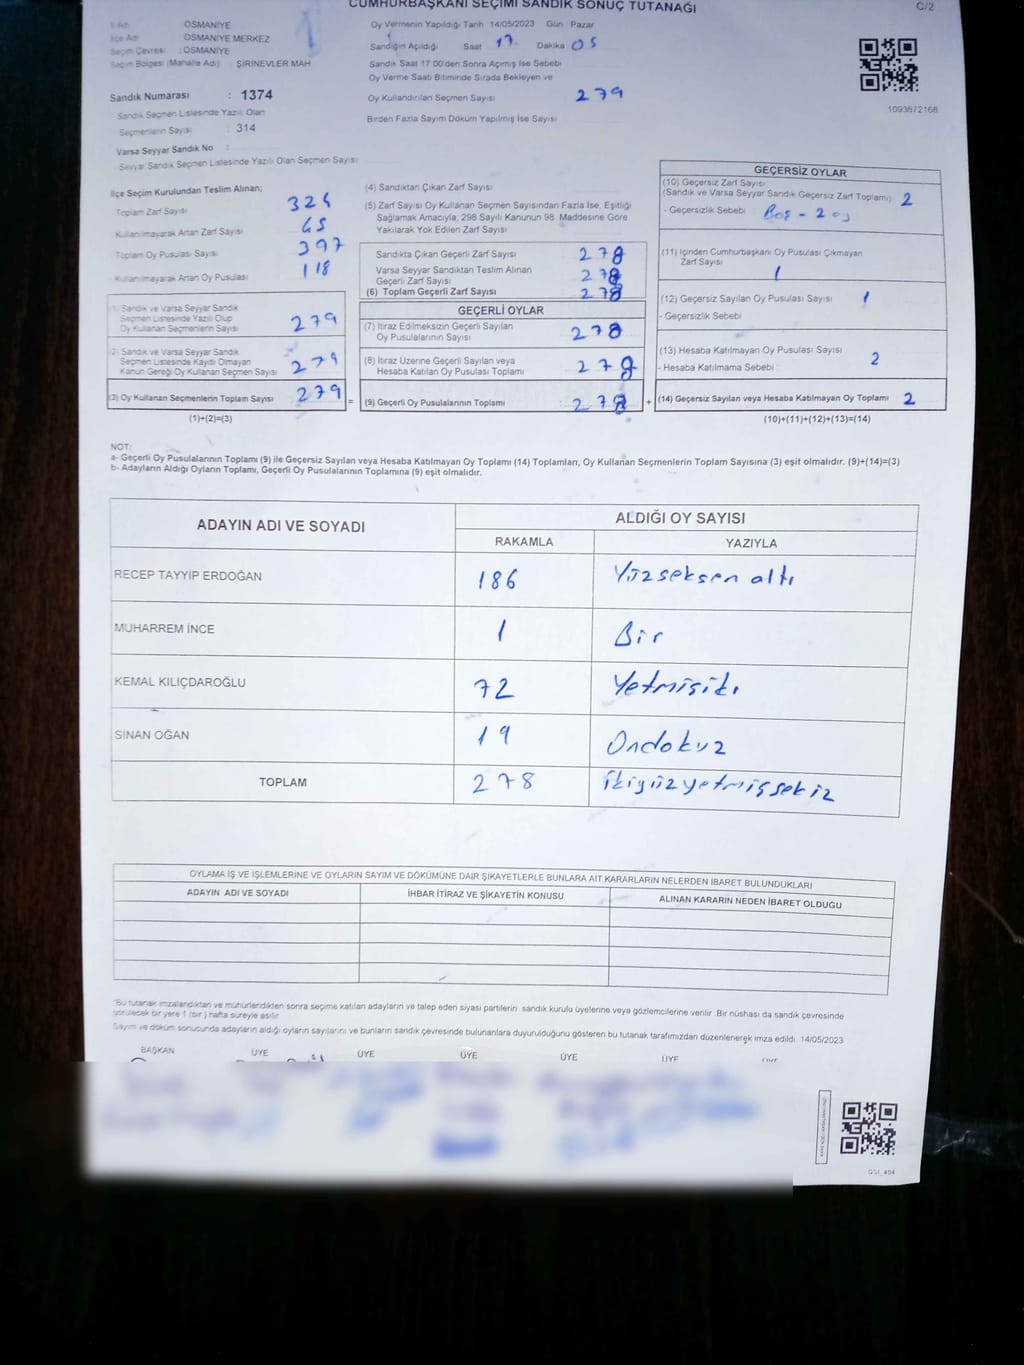 CUMHURBAŞKANI SEÇİMİ SANDIK SONUÇ TUTANAĞI
C/2
İli Adı : OSMANİYE
İlçe Adı : OSMANİYE MERKEZ
Seçim Çevresi : OSMANİYE
Seçim Bölgesi (Mahalle Adı) : ŞİRİNEVLER MAH
Oy Vermenin Yapıldığı Tarih 14/05/2023 Gün : Pazar
Sandığın Açıldığı Saat 17 Dakika 05
Sandık Saat 17.00'den Sonra Açımış İse Sebebi
Oy Verme Saati Bitiminde Sırada Bekleyen ve
Oy Kullandırılan Seçmen Sayısı 279
Birden Fazla Sayım Döküm Yapılmış İse Sayısı
1093672168
Sandık Numarası : 1374
Sandık Seçmen Listesinde Yazılı Olan
Seçmenlerin Sayısı : 314
Varsa Seyyar Sandık No :
Seyyar Sandık Seçmen Listesinde Yazılı Olan Seçmen Sayısı
İlçe Seçim Kurulundan Teslim Alınan;
Toplam Zarf Sayısı 324
Kullanılmayarak Artan Zarf Sayısı 45
Toplam Oy Pusulası Sayısı 397
Kullanılmayarak Artan Oy Pusulası 118
(1) Sandık ve Varsa Seyyar Sandık
Seçmen Listesinde Yazılı Olup
Oy Kullanan Seçmenlerin Sayısı 279
(2) Sandık ve Varsa Seyyar Sandık
Seçmen Listesinde Kaydı Olmayan
Kanun Gereği Oy Kullanan Seçmen Sayısı 279
(3) Oy Kullanan Seçmenlerin Toplam Sayısı 279 =
(1)+(2)=(3)
(4) Sandıktan Çıkan Zarf Sayısı
(5) Zarf Sayısı Oy Kullanan Seçmen Sayısından Fazla İse, Eşitliği
Sağlamak Amacıyla; 298 Sayılı Kanunun 98. Maddesine Göre
Yakılarak Yok Edilen Zarf Sayısı
Sandıkta Çıkan Geçerli Zarf Sayısı 278
Varsa Seyyar Sandıktan Teslim Alınan
Geçerli Zarf Sayısı 278
(6) Toplam Geçerli Zarf Sayısı 278
GEÇERLİ OYLAR
(7) İtiraz Edilmeksizin Geçerli Sayılan
Oy Pusulalarının Sayısı 278
(8) İtiraz Üzerine Geçerli Sayılan veya
Hesaba Katılan Oy Pusulası Toplamı 278
(9) Geçerli Oy Pusulalarının Toplamı : 278 +
GEÇERSİZ OYLAR
(10) Geçersiz Zarf Sayısı
(Sandık ve Varsa Seyyar Sandık Geçersiz Zarf Toplamı) 2
- Geçersizlik Sebebi : Boş - 2 oy
(11) İçinden Cumhurbaşkanı Oy Pusulası Çıkmayan
Zarf Sayısı 1
(12) Geçersiz Sayılan Oy Pusulası Sayısı 1
- Geçersizlik Sebebi :
(13) Hesaba Katılmayan Oy Pusulası Sayısı 2
- Hesaba Katılmama Sebebi :
(14) Geçersiz Sayılan veya Hesaba Katılmayan Oy Toplamı 2
(10)+(11)+(12)+(13)=(14)
NOT:
a- Geçerli Oy Pusulalarının Toplamı (9) ile Geçersiz Sayılan veya Hesaba Katılmayan Oy Toplamı (14) Toplamları, Oy Kullanan Seçmenlerin Toplam Sayısına (3) eşit olmalıdır. (9)+(14)=(3)
b- Adayların Aldığı Oyların Toplamı, Geçerli Oy Pusulalarının Toplamına (9) eşit olmalıdır.
ADAYIN ADI VE SOYADI
ALDIĞI OY SAYISI
RAKAMLA YAZIYLA
RECEP TAYYİP ERDOĞAN 186 Yüzseksen altı
MUHARREM İNCE 1 Bir
KEMAL KILIÇDAROĞLU 72 Yetmişiki
SİNAN OĞAN 19 Ondokuz
TOPLAM 278 ikiyüzyetmişsekiz
OYLAMA İŞ VE İŞLEMLERİNE VE OYLARIN SAYIM VE DÖKÜMÜNE DAİR ŞİKAYETLERLE BUNLARA AİT KARARLARIN NELERDEN İBARET BULUNDUKLARI
ADAYIN ADI VE SOYADI İHBAR İTİRAZ VE ŞİKAYETİN KONUSU ALINAN KARARIN NEDEN İBARET OLDUĞU
*Bu tutanak imzalandıktan ve mühürlendikten sonra seçime katılan adayların ve talep eden siyasi partilerin sandık kurulu üyelerine veya gözlemcilerine verilir .Bir nüshası da sandık çevresinde
görülecek bir yere 1 (bir) hafta süreyle asılır.
Sayım ve döküm sonucunda adayların aldığı oyların sayılarını ve bunların sandık çevresinde bulunanlara duyurulduğunu gösteren bu tutanak tarafımızdan düzenlenerek imza edildi. 14/05/2023
BAŞKAN ÜYE ÜYE ÜYE ÜYE ÜYE ÜYE